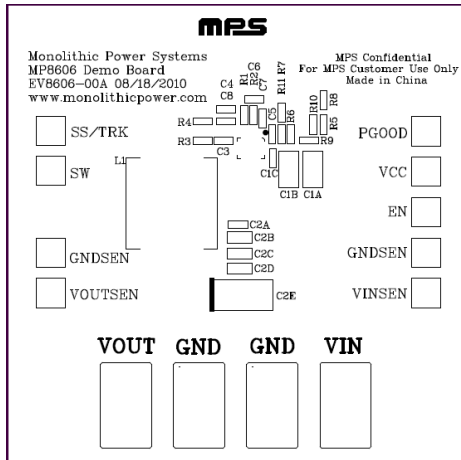 mps
Monolithic Power Systems
MP8606 Demo Board
EV8606-00A 08/18/2010
www.monolithicpower.com
MPS Confidential
For MPS Customer Use Only
Made in China
C6
R1
R2
C7
R11
R7
C4
C8
R4
R3
C3
C5
R6
R10
R8
R5
R9
C1C
C1B
C1A
SS/TRK
SW
L1
GNDSEN
VOUTSEN
PGOOD
VCC
EN
GNDSEN
VINSEN
C2A
C2B
C2C
C2D
C2E
VOUT GND GND VIN